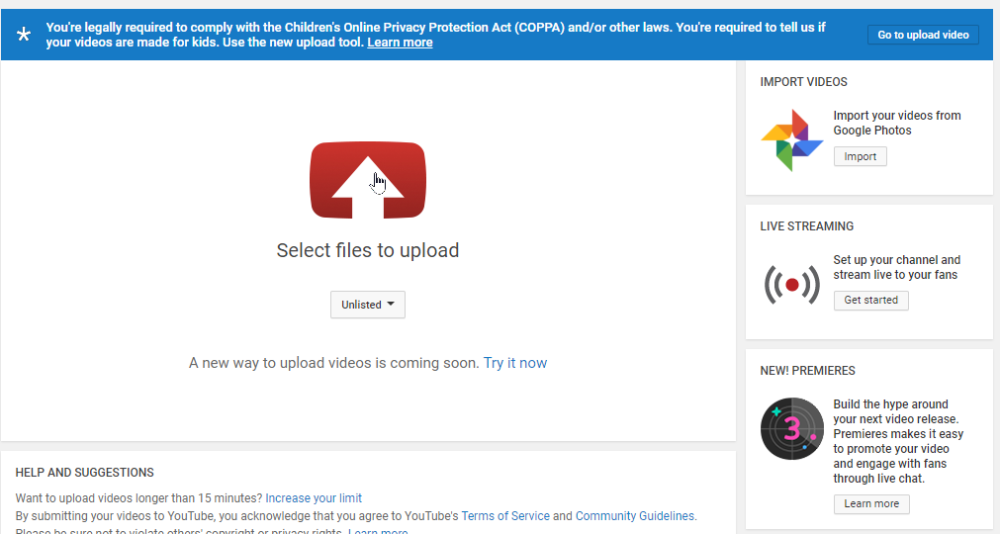 You're legally required to comply with the Children's Online Privacy Protection Act (COPPA) and/or other laws. You're required to tell us if
your videos are made for kids. Use the new upload tool. Learn more
Go to upload video
Select files to upload
Unlisted
A new way to upload videos is coming soon. Try it now
HELP AND SUGGESTIONS
Want to upload videos longer than 15 minutes? Increase your limit
By submitting your videos to YouTube, you acknowledge that you agree to YouTube's Terms of Service and Community Guidelines.
Please be sure not to violate others' copyright or privacy rights. Learn more
IMPORT VIDEOS
Import your videos from
Google Photos
Import
LIVE STREAMING
Set up your channel and
stream live to your fans
Get started
NEW! PREMIERES
3
Build the hype around
your next video release.
Premieres makes it easy
to promote your video
and engage with fans
through live chat.
Learn more